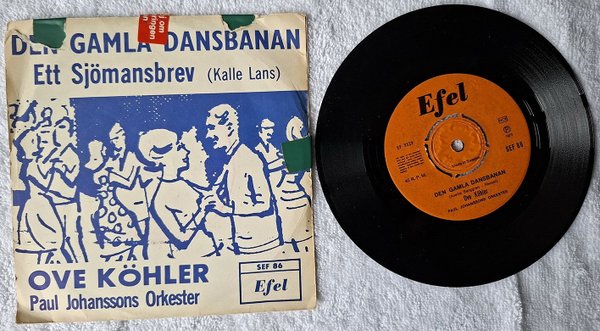 DEN GAMLA DANSBANAN
Ett Sjömansbrev (Kalle Lans)
OVE KÖHLER
Paul Johanssons Orkester
SEF 86
Efel
Efel
SEF 86
45 R. P. M.
DEN GAMLA DANSBANAN
Ove Köhler
PAUL JOHANSSONS ORKESTER